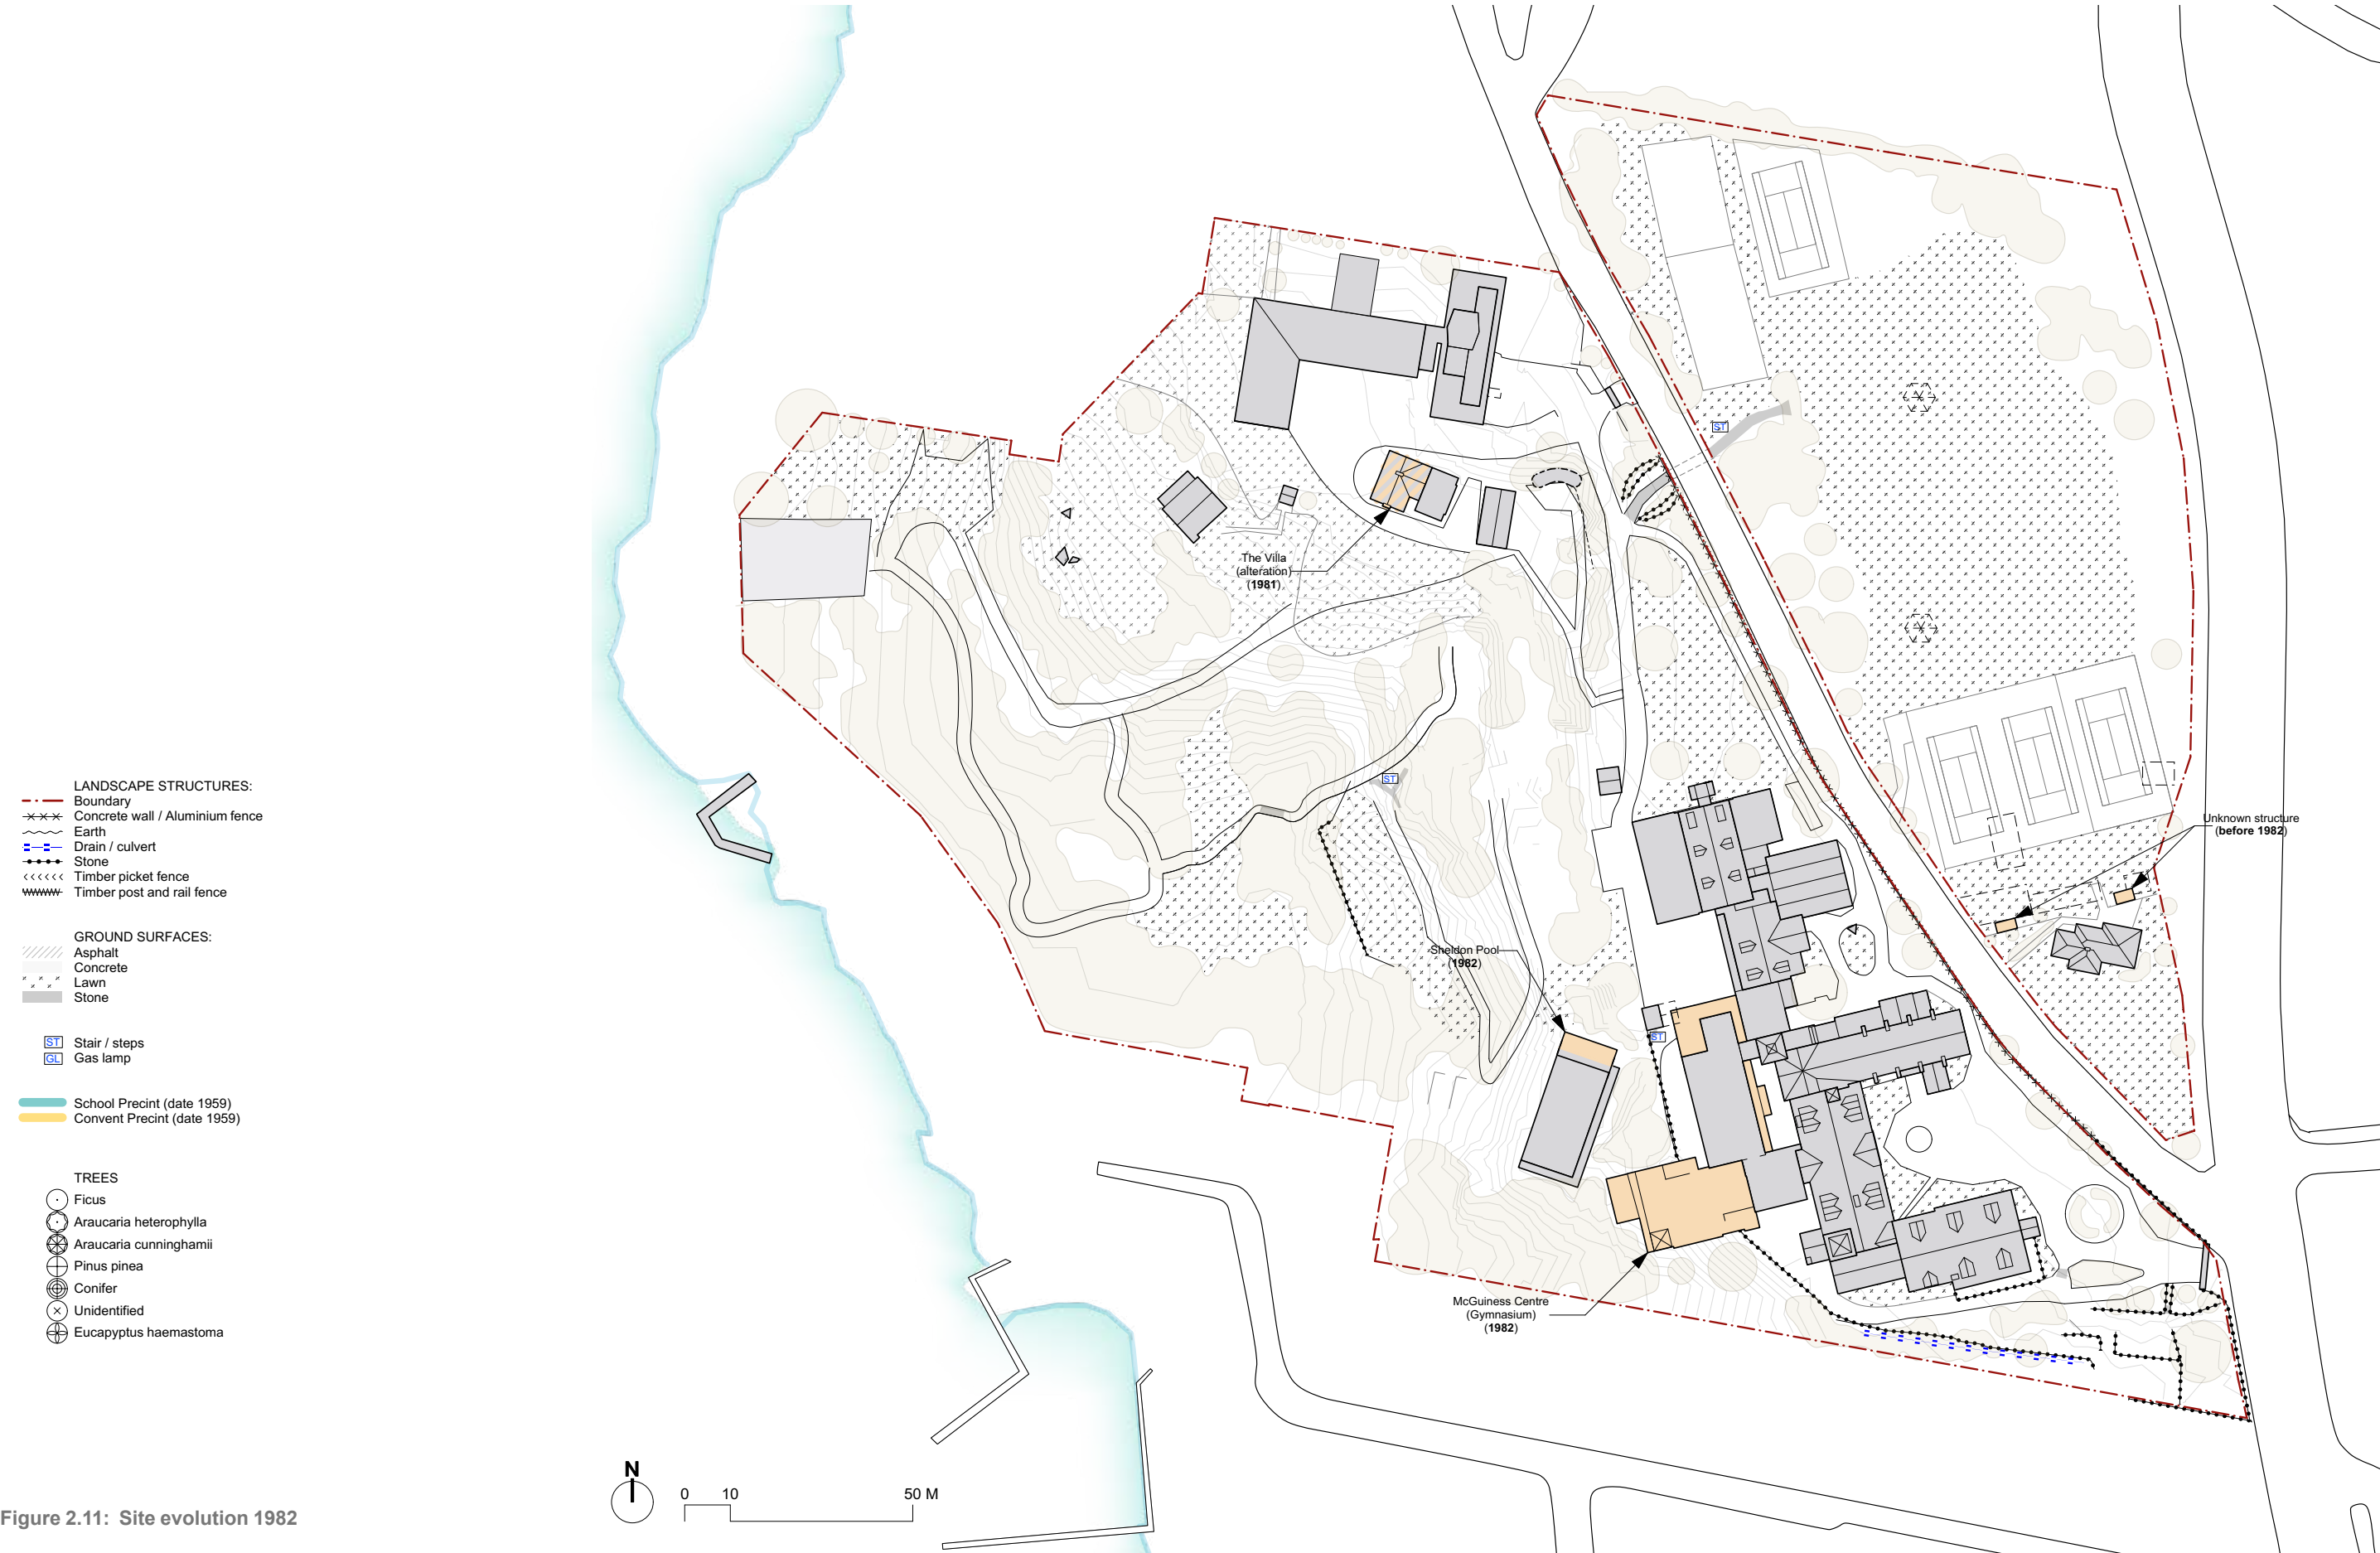 LANDSCAPE STRUCTURES:
Boundary
Concrete wall / Aluminium fence
Earth
Drain / culvert
Stone
Timber picket fence
Timber post and rail fence
GROUND SURFACES:
Asphalt
Concrete
Lawn
Stone
ST Stair / steps
GL Gas lamp
School Precint (date 1959)
Convent Precint (date 1959)
TREES
Ficus
Araucaria heterophylla
Araucaria cunninghamii
Pinus pinea
Conifer
Unidentified
Eucapyptus haemastoma
ST
The Villa
(alteration)
(1981)
ST
Unknown structure
(before 1982)
Sheldon Pool
(1982)
ST
McGuiness Centre
(Gymnasium)
(1982)
N
0 10 50 M
Figure 2.11: Site evolution 1982